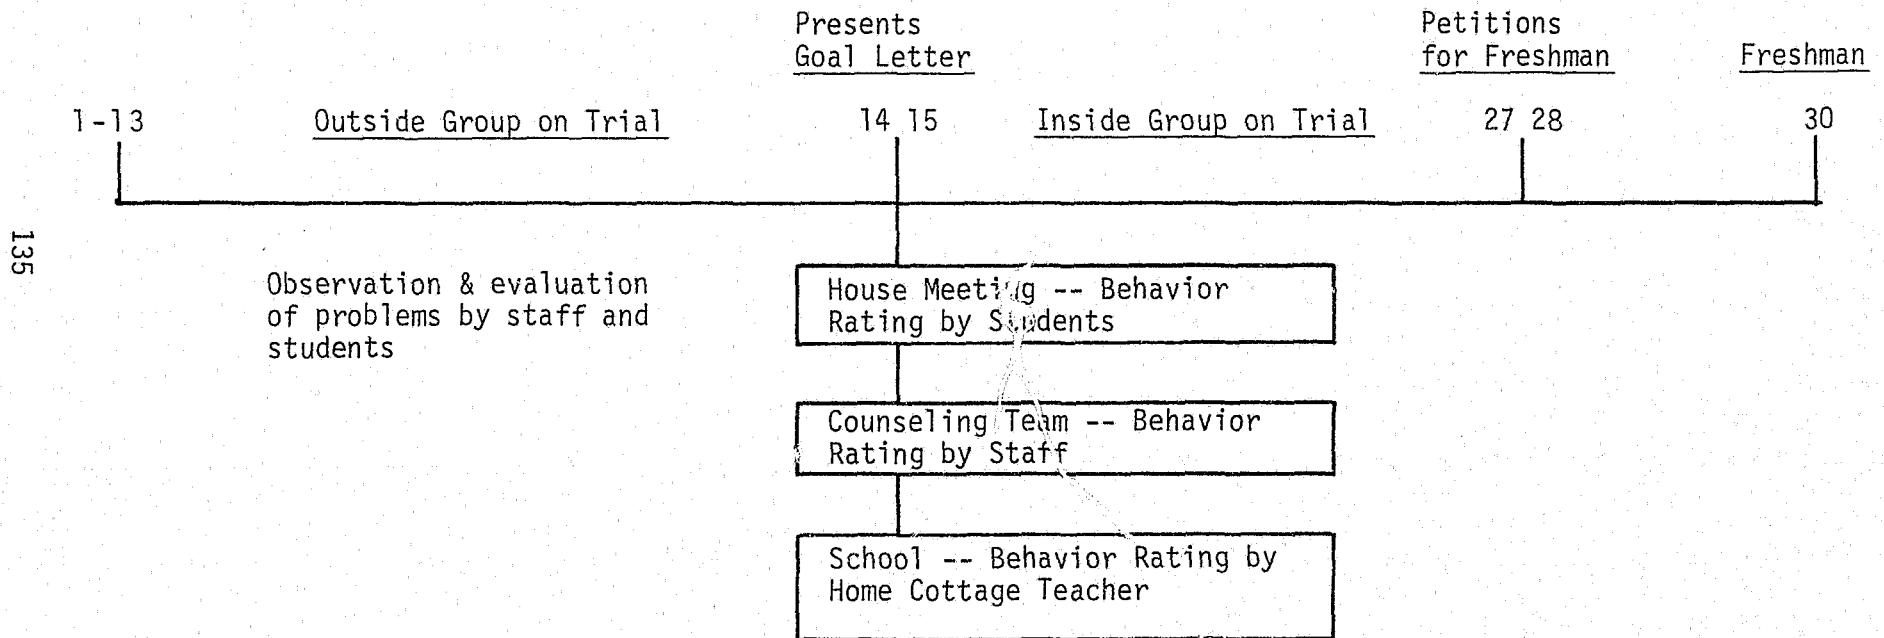 Presents
Goal Letter
Petitions
for Freshman
Freshman
1-13
Outside Group on Trial
14 15
Inside Group on Trial
27 28
30
135
Observation & evaluation
of problems by staff and
students
House Meeting -- Behavior
Rating by Students
Counseling Team -- Behavior
Rating by Staff
School -- Behavior Rating by
Home Cottage Teacher